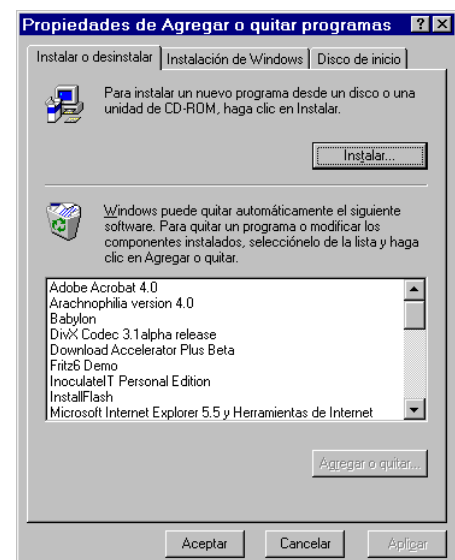 Propiedades de Agregar o quitar programas
Instalar o desinstalar Instalación de Windows Disco de inicio
Para instalar un nuevo programa desde un disco o una
unidad de CD-ROM, haga clic en Instalar.
Instalar...
Windows puede quitar automáticamente el siguiente
software. Para quitar un programa o modificar los
componentes instalados, selecciónelo de la lista y haga
clic en Agregar o quitar.
Adobe Acrobat 4.0
Arachnophilia version 4.0
Babylon
DivX Codec 3.1alpha release
Download Accelerator Plus Beta
Fritz6 Demo
InoculateIT Personal Edition
InstallFlash
Microsoft Internet Explorer 5.5 y Herramientas de Internet
Agregar o quitar...
Aceptar Cancelar Aplicar